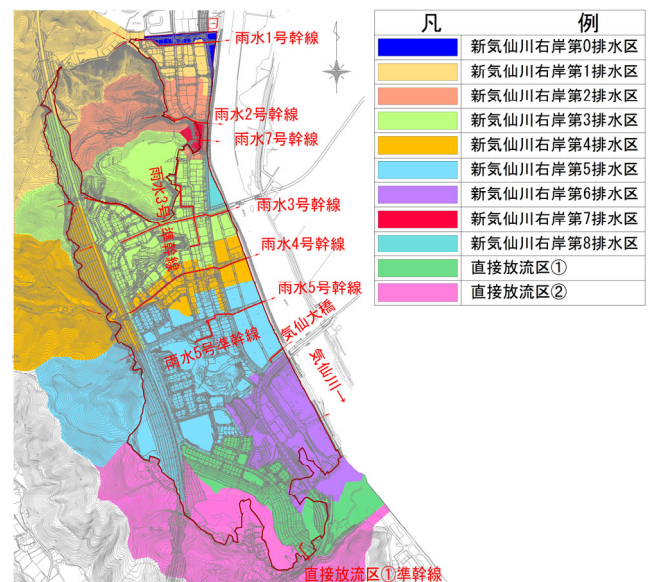 凡例
新気仙川右岸第0排水区
新気仙川右岸第1排水区
新気仙川右岸第2排水区
新気仙川右岸第3排水区
新気仙川右岸第4排水区
新気仙川右岸第5排水区
新気仙川右岸第6排水区
新気仙川右岸第7排水区
新気仙川右岸第8排水区
直接放流区①
直接放流区②
雨水1号幹線
雨水2号幹線
雨水7号幹線
雨水3号準幹線
雨水3号幹線
雨水4号幹線
雨水5号幹線
雨水5号準幹線
気仙大橋
気仙川→
直接放流区①準幹線